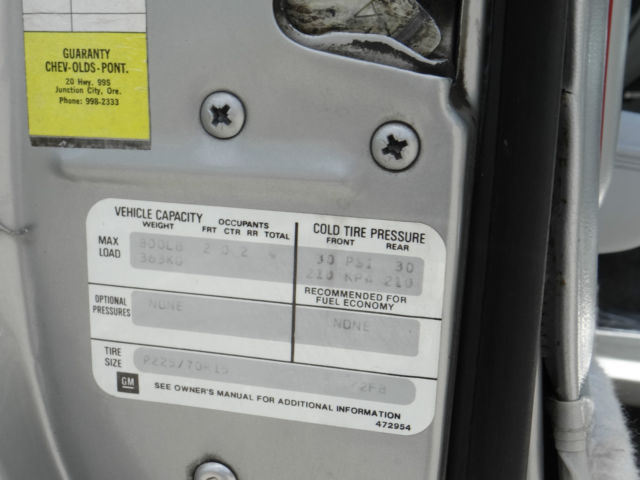 GUARANTY
CHEV-OLDS-PONT.
20 Hwy. 99S
Junction City, Ore.
Phone: 998-2333
VEHICLE CAPACITY
WEIGHT
OCCUPANTS
FRT CTR RR TOTAL
COLD TIRE PRESSURE
FRONT REAR
MAX LOAD
800LB 2 0 2 4
363KG
30 PSI 30
210 KPA 210
RECOMMENDED FOR
FUEL ECONOMY
OPTIONAL PRESSURES
NONE
NONE
TIRE SIZE
P225/70R15
GM
SEE OWNER'S MANUAL FOR ADDITIONAL INFORMATION
472954